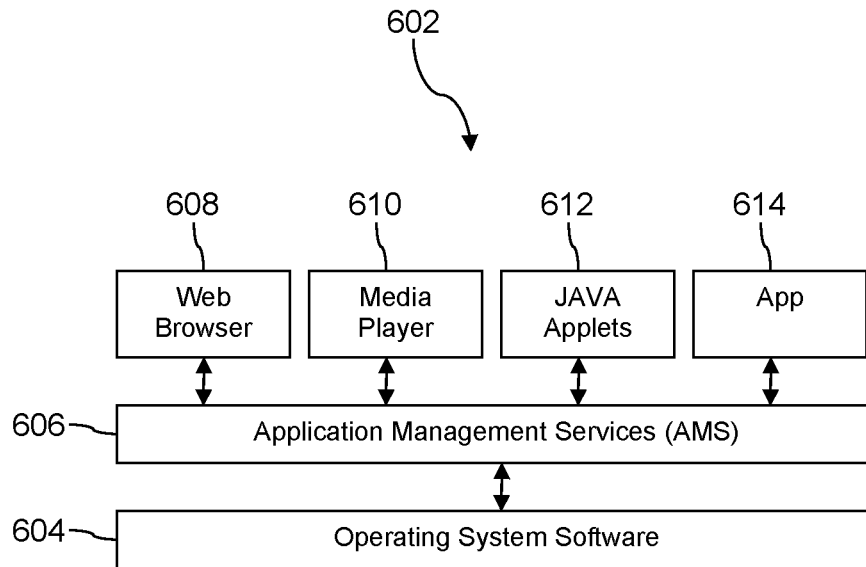 602
608
610
612
614
Web
Browser
Media
Player
JAVA
Applets
App
606
Application Management Services (AMS)
604
Operating System Software